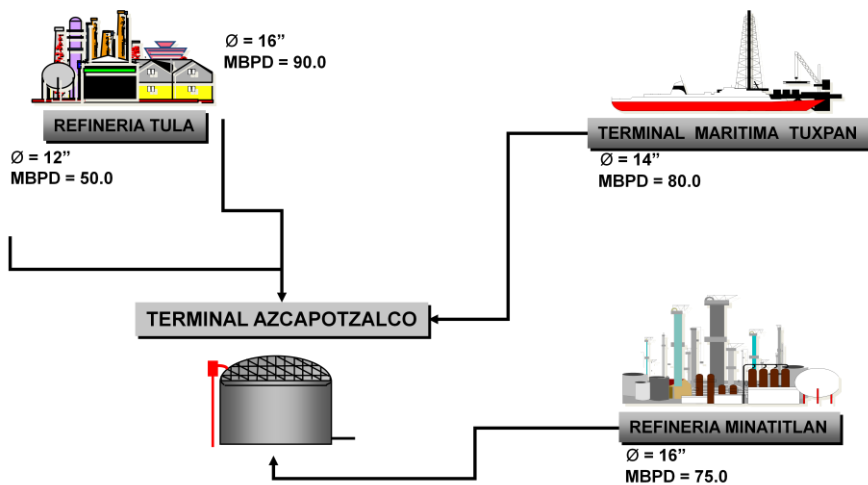 Ø = 16”
MBPD = 90.0
REFINERIA TULA
Ø = 12”
MBPD = 50.0
TERMINAL MARITIMA TUXPAN
Ø = 14”
MBPD = 80.0
TERMINAL AZCAPOTZALCO
REFINERIA MINATITLAN
Ø = 16”
MBPD = 75.0